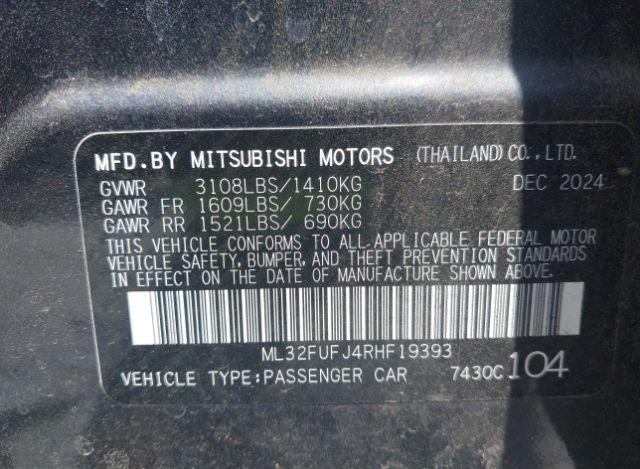 MFD.BY MITSUBISHI MOTORS (THAILAND) CO.,LTD.
GVWR 3108LBS/1410KG DEC 2024
GAWR FR 1609LBS/ 730KG
GAWR RR 1521LBS/ 690KG
THIS VEHICLE CONFORMS TO ALL APPLICABLE FEDERAL MOTOR
VEHICLE SAFETY, BUMPER, AND THEFT PREVENTION STANDARDS
IN EFFECT ON THE DATE OF MANUFACTURE SHOWN ABOVE.
ML32FUFJ4RHF19393
VEHICLE TYPE:PASSENGER CAR 7430C 104